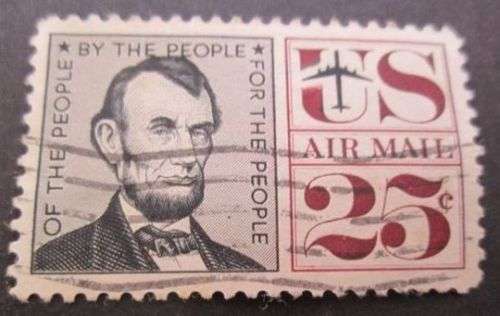 OF THE PEOPLE
★ BY THE PEOPLE ★
FOR THE PEOPLE
US
AIR MAIL
25¢